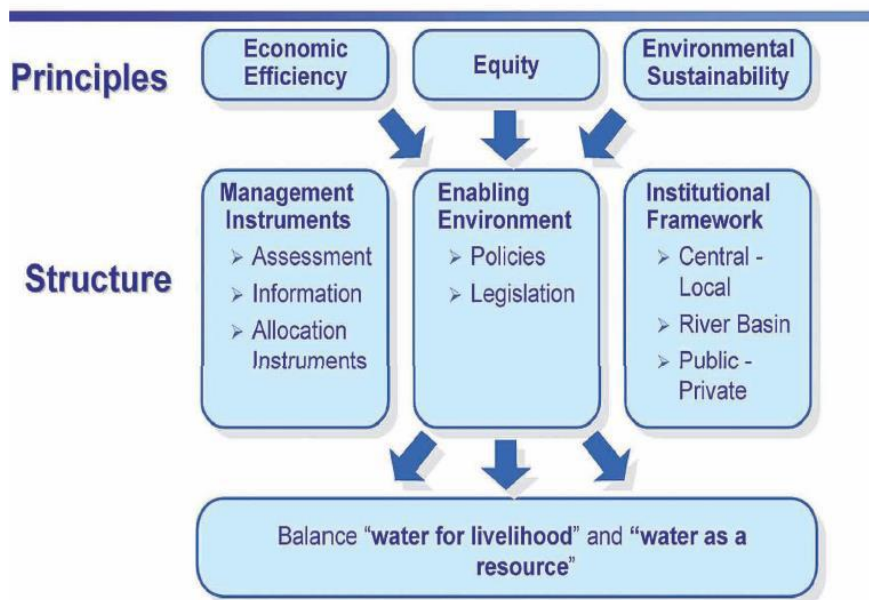 Principles
Economic
Efficiency
Equity
Environmental
Sustainability
Structure
Management
Instruments
➢ Assessment
➢ Information
➢ Allocation
Instruments
Enabling
Environment
➢ Policies
➢ Legislation
Institutional
Framework
➢ Central -
Local
➢ River Basin
➢ Public -
Private
Balance “water for livelihood” and “water as a
resource”